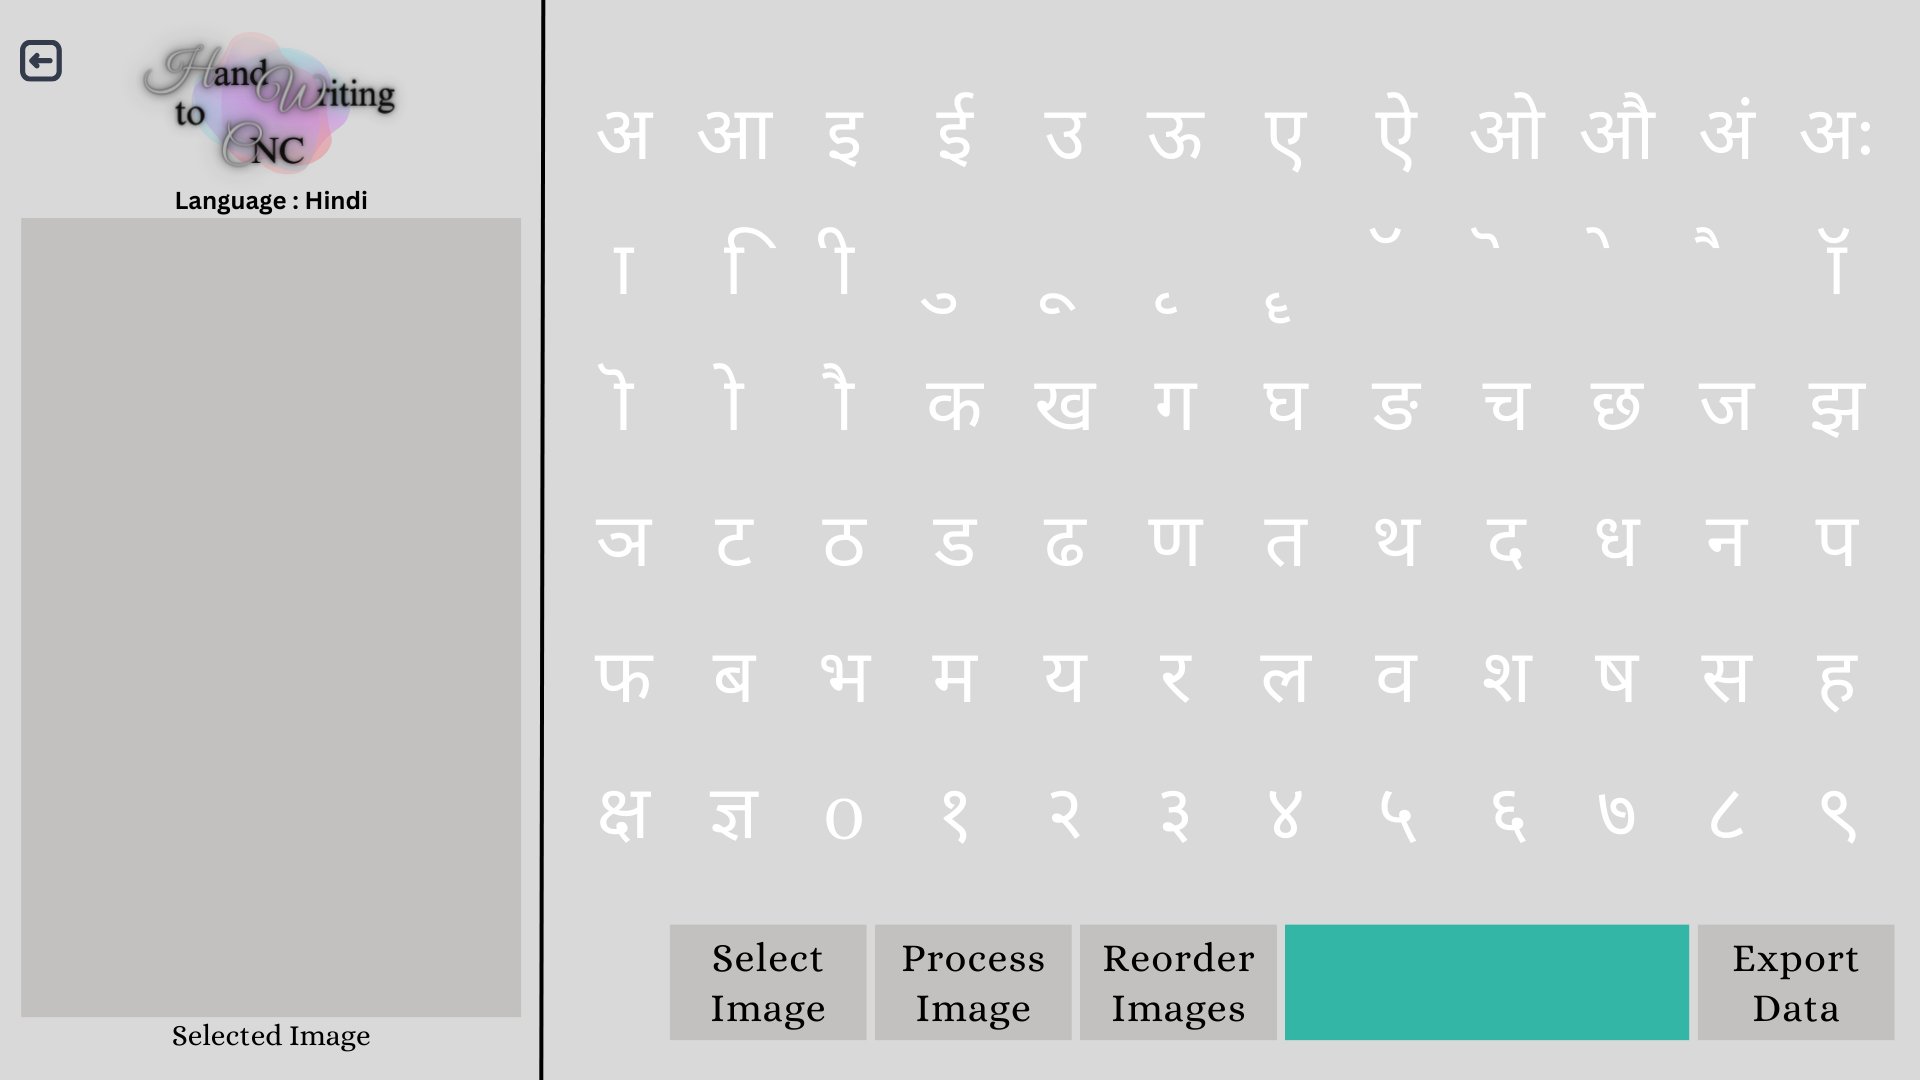 Hand Writing
to
CNC
Language : Hindi
अ आ इ ई उ ऊ ए ऐ ओ औ अं अः
ा ि ी ु ू ृ ॄ ॅ ॆ े ै ॉ
ॊ ो ौ क ख ग घ ङ च छ ज झ
ञ ट ठ ड ढ ण त थ द ध न प
फ ब भ म य र ल व श ष स ह
क्ष ज्ञ 0 १ २ ३ ४ ५ ६ ७ ८ ९
Select
Image
Process
Image
Reorder
Images
Export
Data
Selected Image